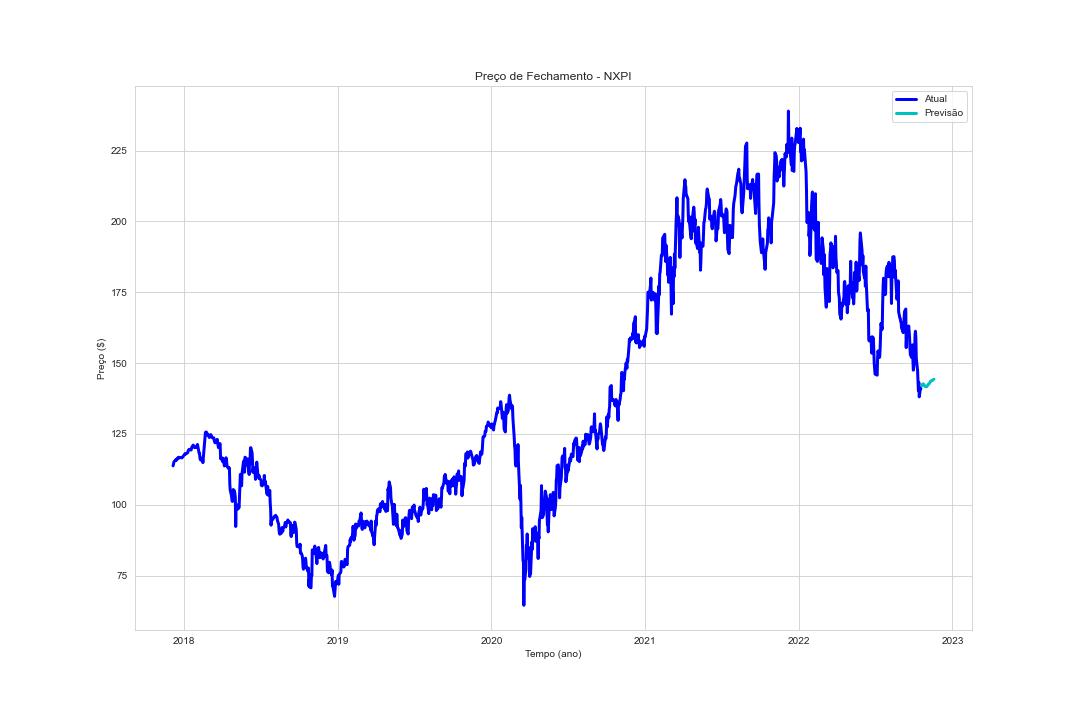 Preço de Fechamento - NXPI
Atual
Previsão
225
200
175
150
125
100
75
Preço ($)
2018
2019
2020
2021
2022
2023
Tempo (ano)